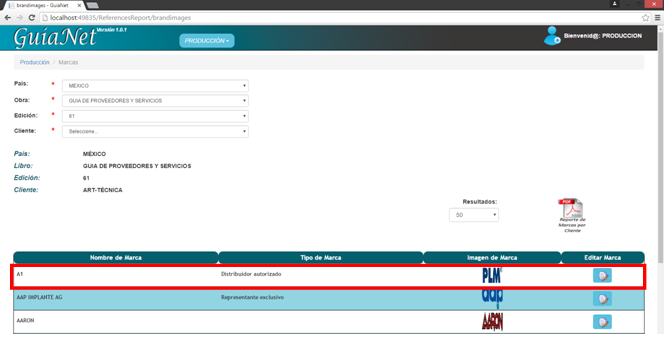 brandimages - GuiaNet
localhost:49835/ReferencesReport/brandimages
Guía.Net Versión 1.0.1
PRODUCCIÓN
Bienvenid@: PRODUCCION
Producción / Marcas
País: * MÉXICO
Obra: * GUIA DE PROVEEDORES Y SERVICIOS
Edición: * 61
Cliente: * Seleccione...
País: MÉXICO
Libro: GUIA DE PROVEEDORES Y SERVICIOS
Edición: 61
Cliente: ART-TÉCNICA
Resultados:
50
PDF
Reporte de
Marcas por
Cliente
Nombre de Marca Tipo de Marca Imagen de Marca Editar Marca
A1 Distribuidor autorizado PLM
AAP IMPLANTE AG Representante exclusivo aap
AARON AARON